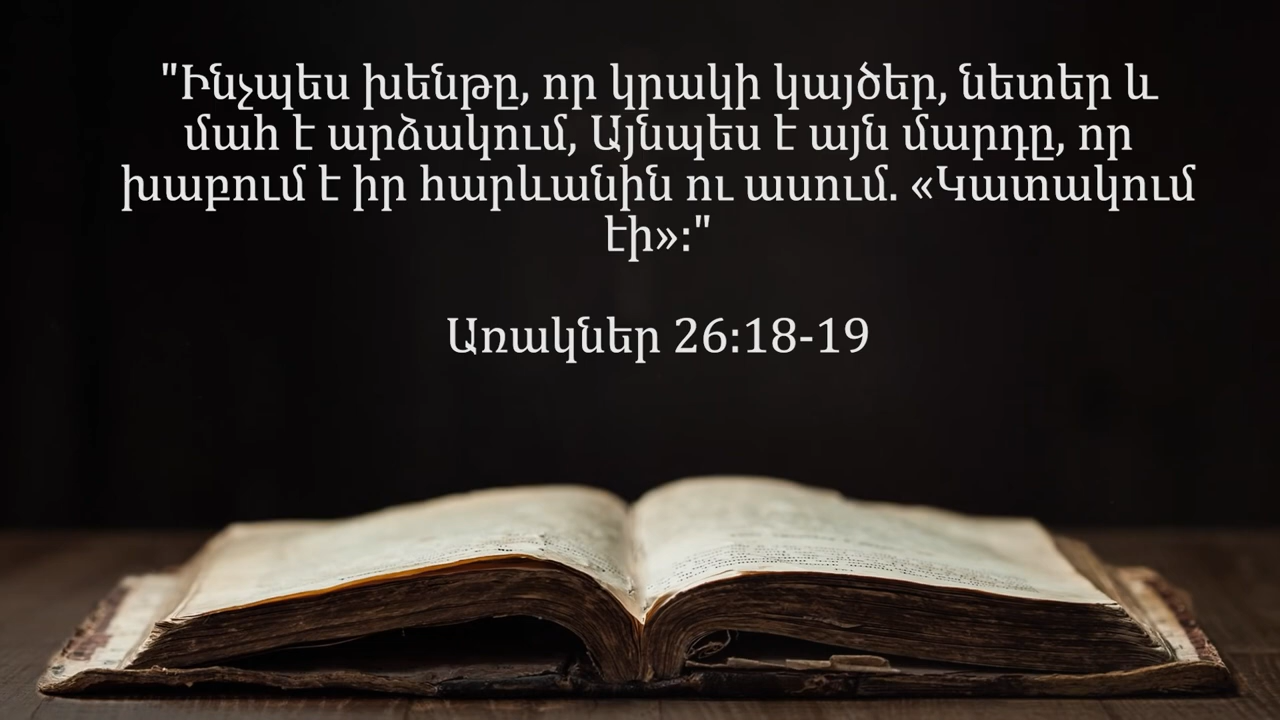 "Ինչպես խենթը, որ կրակի կայծեր, նետեր և
մահ է արձակում, Այնպես է այն մարդը, որ
խաբում է իր հարևանին ու ասում. «Կատակում
էի»:"
Առակներ 26:18-19